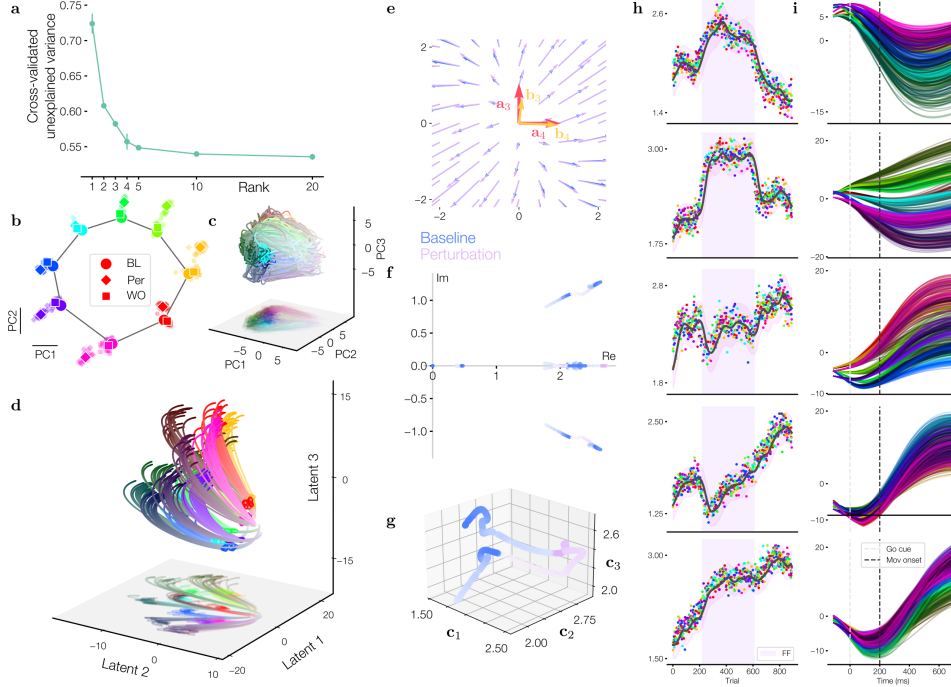 a
0.75
0.70
0.65
0.60
0.55
Cross-validated
unexplained variance
1 2 3 4 5 10 20
Rank
b
BL
Per
WO
PC2
PC1
c
5
0
−5
PC3
−5 0 5
PC1
−5 0 5
PC2
d
15
0
−15
Latent 3
−10 0 10
Latent 2
−20 0 20
Latent 1
e
2
0
−2
−2 0 2
a3
b3
a4
b4
Baseline
Perturbation
f
Im
1.0
0.5
0.0
−0.5
−1.0
Re
0 2
g
2.6
2.0
c3
1.50
2.50
c1
2.00
2.75
c2
h
2.6
1.4
3.00
1.75
2.8
1.8
2.50
1.25
3.00
1.50
FF
0 200 400 600 800
Trial
i
5
0
−15
20
0
−20
20
0
−10
20
0
−10
Go cue
Mov onset
20
0
−10
0 200 400 600
Time (ms)